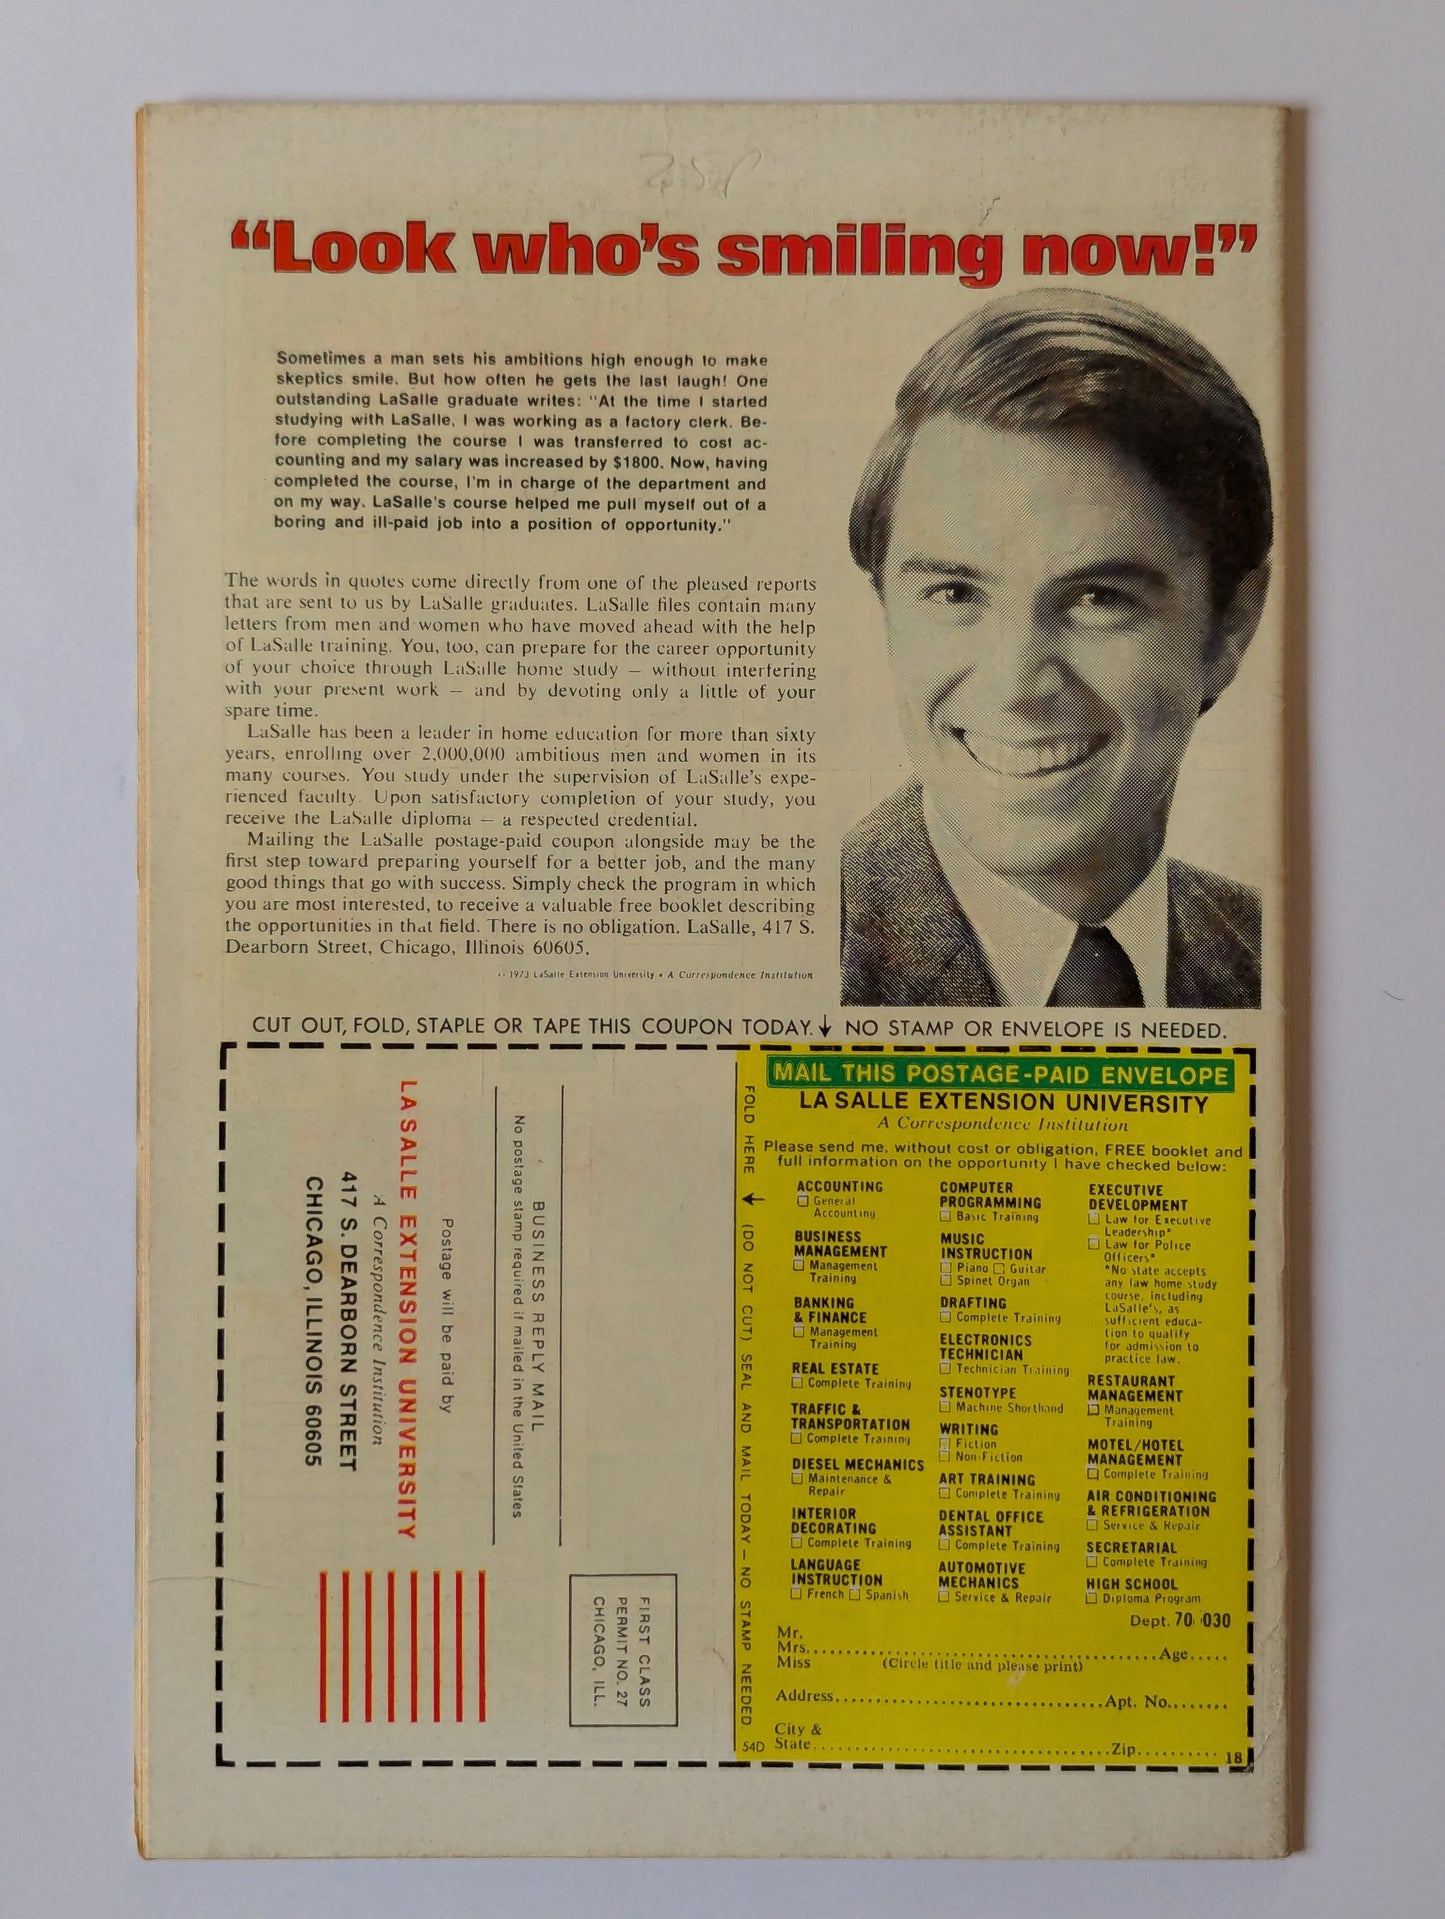 “Look who’s smiling now!”
Sometimes a man sets his ambitions high enough to make
skeptics smile. But how often he gets the last laugh! One
outstanding LaSalle graduate writes: "At the time I started
studying with LaSalle, I was working as a factory clerk. Be-
fore completing the course I was transferred to cost ac-
counting and my salary was increased by $1800. Now, having
completed the course, I'm in charge of the department and
on my way. LaSalle's course helped me pull myself out of a
boring and ill-paid job into a position of opportunity."
The words in quotes come directly from one of the pleased reports
that are sent to us by LaSalle graduates. LaSalle files contain many
letters from men and women who have moved ahead with the help
of LaSalle training. You, too, can prepare for the career opportunity
of your choice through LaSalle home study — without interfering
with your present work — and by devoting only a little of your
spare time.
LaSalle has been a leader in home education for more than sixty
years, enrolling over 2,000,000 ambitious men and women in its
many courses. You study under the supervision of LaSalle's expe-
rienced faculty. Upon satisfactory completion of your study, you
receive the LaSalle diploma — a respected credential.
Mailing the LaSalle postage-paid coupon alongside may be the
first step toward preparing yourself for a better job, and the many
good things that go with success. Simply check the program in which
you are most interested, to receive a valuable free booklet describing
the opportunities in that field. There is no obligation. LaSalle, 417 S.
Dearborn Street, Chicago, Illinois 60605.
© 1973 LaSalle Extension University • A Correspondence Institution
CUT OUT, FOLD, STAPLE OR TAPE THIS COUPON TODAY. ↓ NO STAMP OR ENVELOPE IS NEEDED.
FIRST CLASS
PERMIT NO. 27
CHICAGO, ILL.
BUSINESS REPLY MAIL
No postage stamp required if mailed in the United States
Postage will be paid by
LA SALLE EXTENSION UNIVERSITY
A Correspondence Institution
417 S. DEARBORN STREET
CHICAGO, ILLINOIS 60605
FOLD HERE ↓ (DO NOT CUT) SEAL AND MAIL TODAY — NO STAMP NEEDED.
54D
MAIL THIS POSTAGE-PAID ENVELOPE
LA SALLE EXTENSION UNIVERSITY
A Correspondence Institution
Please send me, without cost or obligation, FREE booklet and
full information on the opportunity I have checked below:
ACCOUNTING
☐ General
Accounting
BUSINESS
MANAGEMENT
☐ Management
Training
BANKING
& FINANCE
☐ Management
Training
REAL ESTATE
☐ Complete Training
TRAFFIC &
TRANSPORTATION
☐ Complete Training
DIESEL MECHANICS
☐ Maintenance &
Repair
INTERIOR
DECORATING
☐ Complete Training
LANGUAGE
INSTRUCTION
☐ French ☐ Spanish
COMPUTER
PROGRAMMING
☐ Basic Training
MUSIC
INSTRUCTION
☐ Piano ☐ Guitar
☐ Spinet Organ
DRAFTING
☐ Complete Training
ELECTRONICS
TECHNICIAN
☐ Technician Training
STENOTYPE
☐ Machine Shorthand
WRITING
☐ Fiction
☐ Non-Fiction
ART TRAINING
☐ Complete Training
DENTAL OFFICE
ASSISTANT
☐ Complete Training
AUTOMOTIVE
MECHANICS
☐ Service & Repair
EXECUTIVE
DEVELOPMENT
☐ Law for Executive
Leadership*
☐ Law for Police
Officers*
*No state accepts
any law home study
course, including
LaSalle's, as
sufficient educa-
tion to qualify
for admission to
practice law.
RESTAURANT
MANAGEMENT
☐ Management
Training
MOTEL/HOTEL
MANAGEMENT
☐ Complete Training
AIR CONDITIONING
& REFRIGERATION
☐ Service & Repair
SECRETARIAL
☐ Complete Training
HIGH SCHOOL
☐ Diploma Program
Dept. 70-030
Mr.
Mrs. Age
Miss (Circle title and please print)
Address Apt. No.
City &
State Zip
18